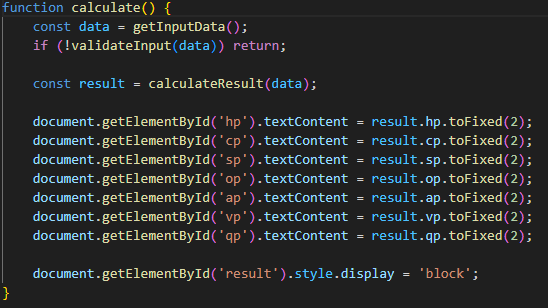 function calculate() {
    const data = getInputData();
    if (!validateInput(data)) return;

    const result = calculateResult(data);

    document.getElementById('hp').textContent = result.hp.toFixed(2);
    document.getElementById('cp').textContent = result.cp.toFixed(2);
    document.getElementById('sp').textContent = result.sp.toFixed(2);
    document.getElementById('op').textContent = result.op.toFixed(2);
    document.getElementById('ap').textContent = result.ap.toFixed(2);
    document.getElementById('vp').textContent = result.vp.toFixed(2);
    document.getElementById('qp').textContent = result.qp.toFixed(2);

    document.getElementById('result').style.display = 'block';
}